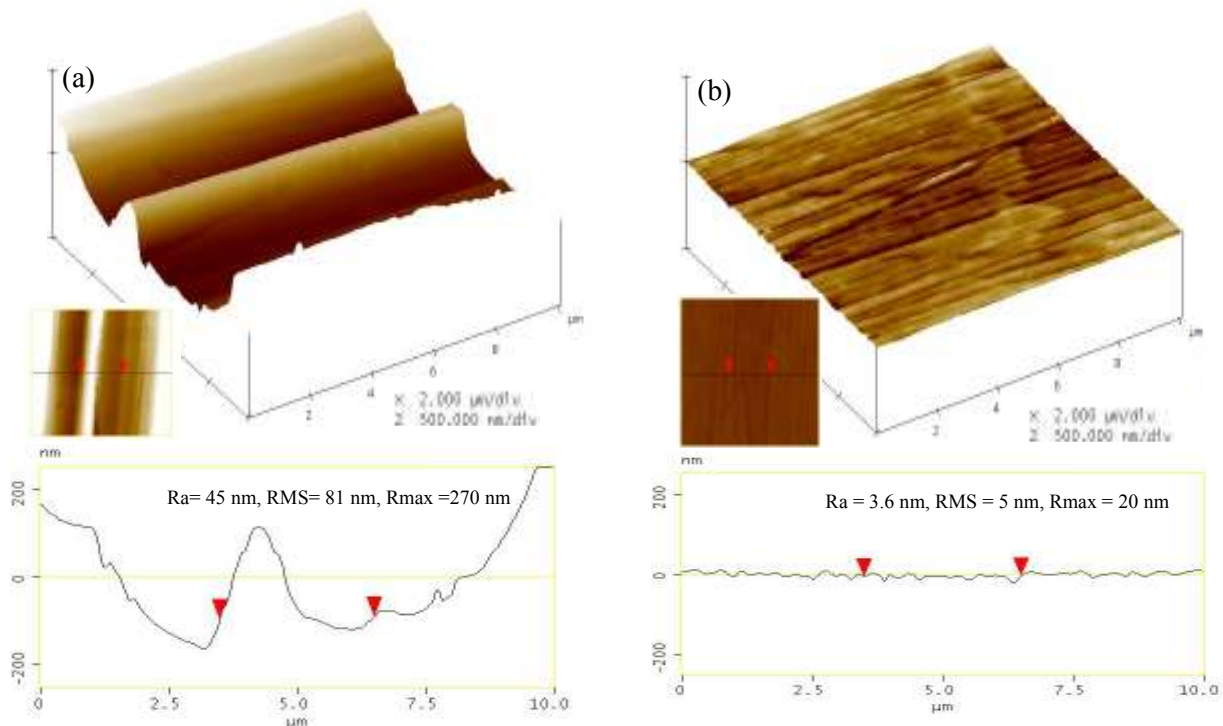 (a)
μm
8
6
4
2
X 2.000 μm/div
Z 500.000 nm/div
nm
200
0
-200
Ra= 45 nm, RMS= 81 nm, Rmax =270 nm
0
2.5
5.0
7.5
10.0
μm
(b)
μm
8
6
4
2
X 2.000 μm/div
Z 500.000 nm/div
nm
200
0
-200
Ra = 3.6 nm, RMS = 5 nm, Rmax = 20 nm
0
2.5
5.0
7.5
10.0
μm